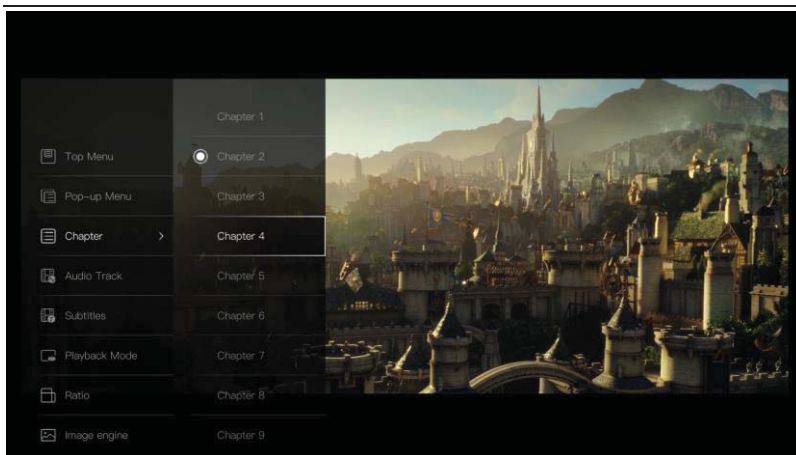 Top Menu
Pop-up Menu
Chapter
Audio Track
Subtitles
Playback Mode
Ratio
Image engine
Chapter 1
Chapter 2
Chapter 3
Chapter 4
Chapter 5
Chapter 6
Chapter 7
Chapter 8
Chapter 9